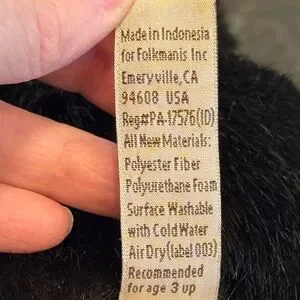 Made in Indonesia
for Folkmanis Inc
Emeryville, CA
94608 USA
Reg#PA-17576(ID)
All New Materials:
Polyester Fiber
Polyurethane Foam
Surface Washable
with Cold Water
Air Dry (label 003)
Recommended
for age 3 up